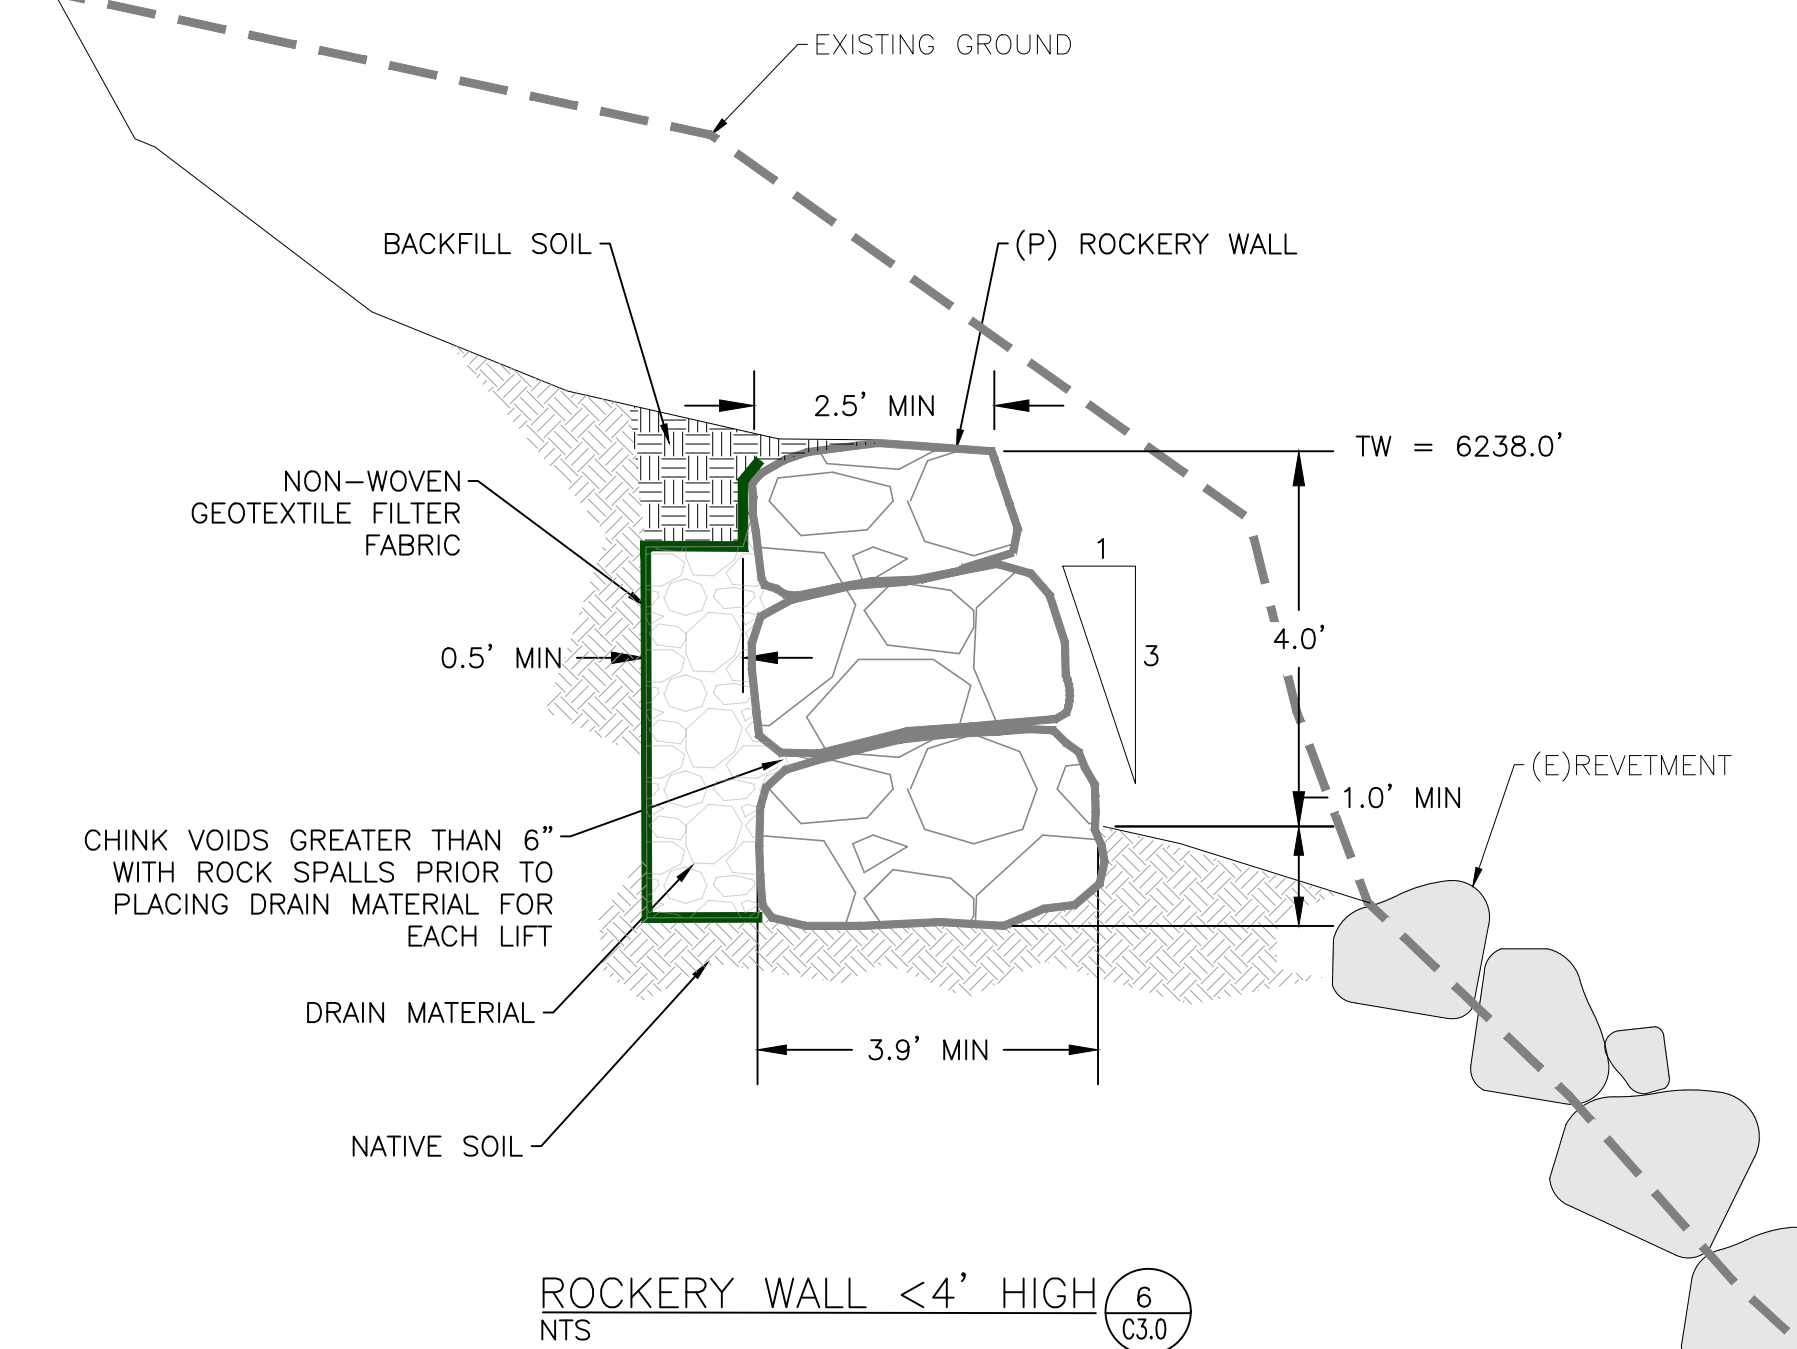 EXISTING GROUND
BACKFILL SOIL
(P) ROCKERY WALL
2.5' MIN
TW = 6238.0'
NON-WOVEN
GEOTEXTILE FILTER
FABRIC
1
3
4.0'
0.5' MIN
(E)REVETMENT
1.0' MIN
CHINK VOIDS GREATER THAN 6"
WITH ROCK SPALLS PRIOR TO
PLACING DRAIN MATERIAL FOR
EACH LIFT
DRAIN MATERIAL
3.9' MIN
NATIVE SOIL
ROCKERY WALL <4' HIGH
NTS
6
C3.0